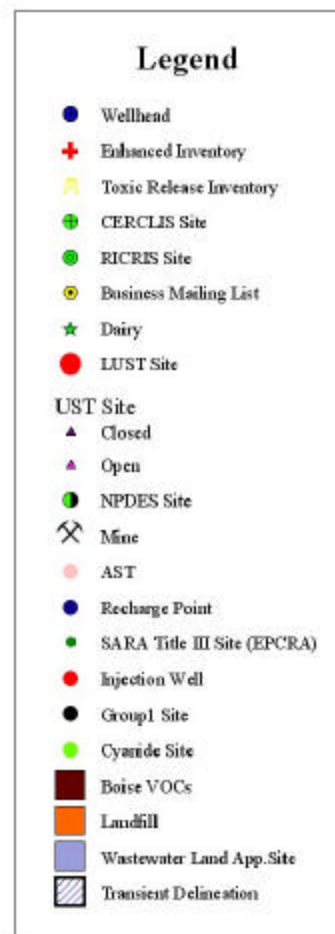 Legend
Wellhead
Enhanced Inventory
Toxic Release Inventory
CERCLIS Site
RICRIS Site
Business Mailing List
Dairy
LUST Site
UST Site
Closed
Open
NPDES Site
Mine
AST
Recharge Point
SARA Title III Site (EPCRA)
Injection Well
Group1 Site
Cyanide Site
Boise VOCs
Landfill
Wastewater Land App.Site
Transient Delineation